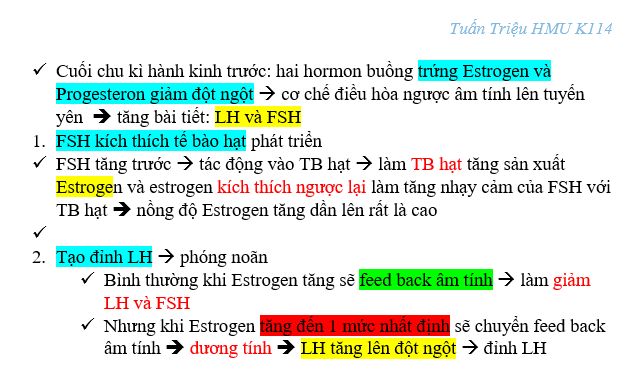 Tuấn Triệu HMU K114
✓ Cuối chu kì hành kinh trước: hai hormon buồng trứng Estrogen và
Progesteron giảm đột ngột → cơ chế điều hòa ngược âm tính lên tuyến
yên → tăng bài tiết: LH và FSH
1. FSH kích thích tế bào hạt phát triển
✓ FSH tăng trước → tác động vào TB hạt → làm TB hạt tăng sản xuất
Estrogen và estrogen kích thích ngược lại làm tăng nhạy cảm của FSH với
TB hạt → nồng độ Estrogen tăng dần lên rất là cao
✓
2. Tạo đỉnh LH → phóng noãn
✓ Bình thường khi Estrogen tăng sẽ feed back âm tính → làm giảm
LH và FSH
✓ Nhưng khi Estrogen tăng đến 1 mức nhất định sẽ chuyển feed back
âm tính → dương tính → LH tăng lên đột ngột → đỉnh LH